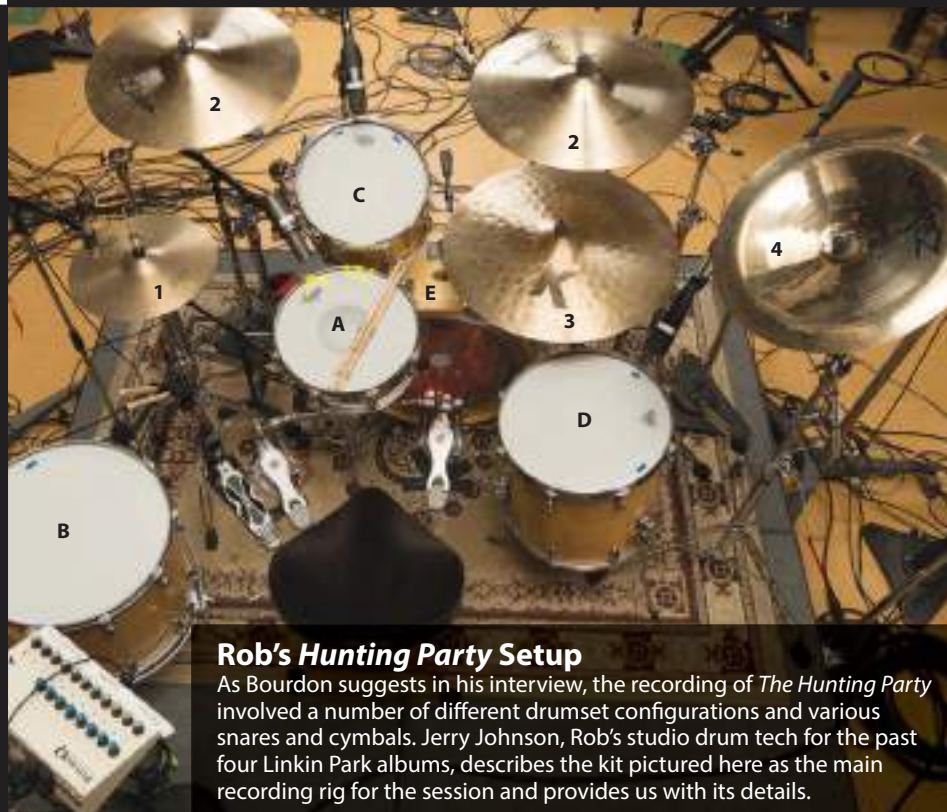 2
2
C
4
1
E
A
3
D
B
Rob's Hunting Party Setup
As Bourdon suggests in his interview, the recording of The Hunting Party
involved a number of different drumset configurations and various
snares and cymbals. Jerry Johnson, Rob's studio drum tech for the past
four Linkin Park albums, describes the kit pictured here as the main
recording rig for the session and provides us with its details.